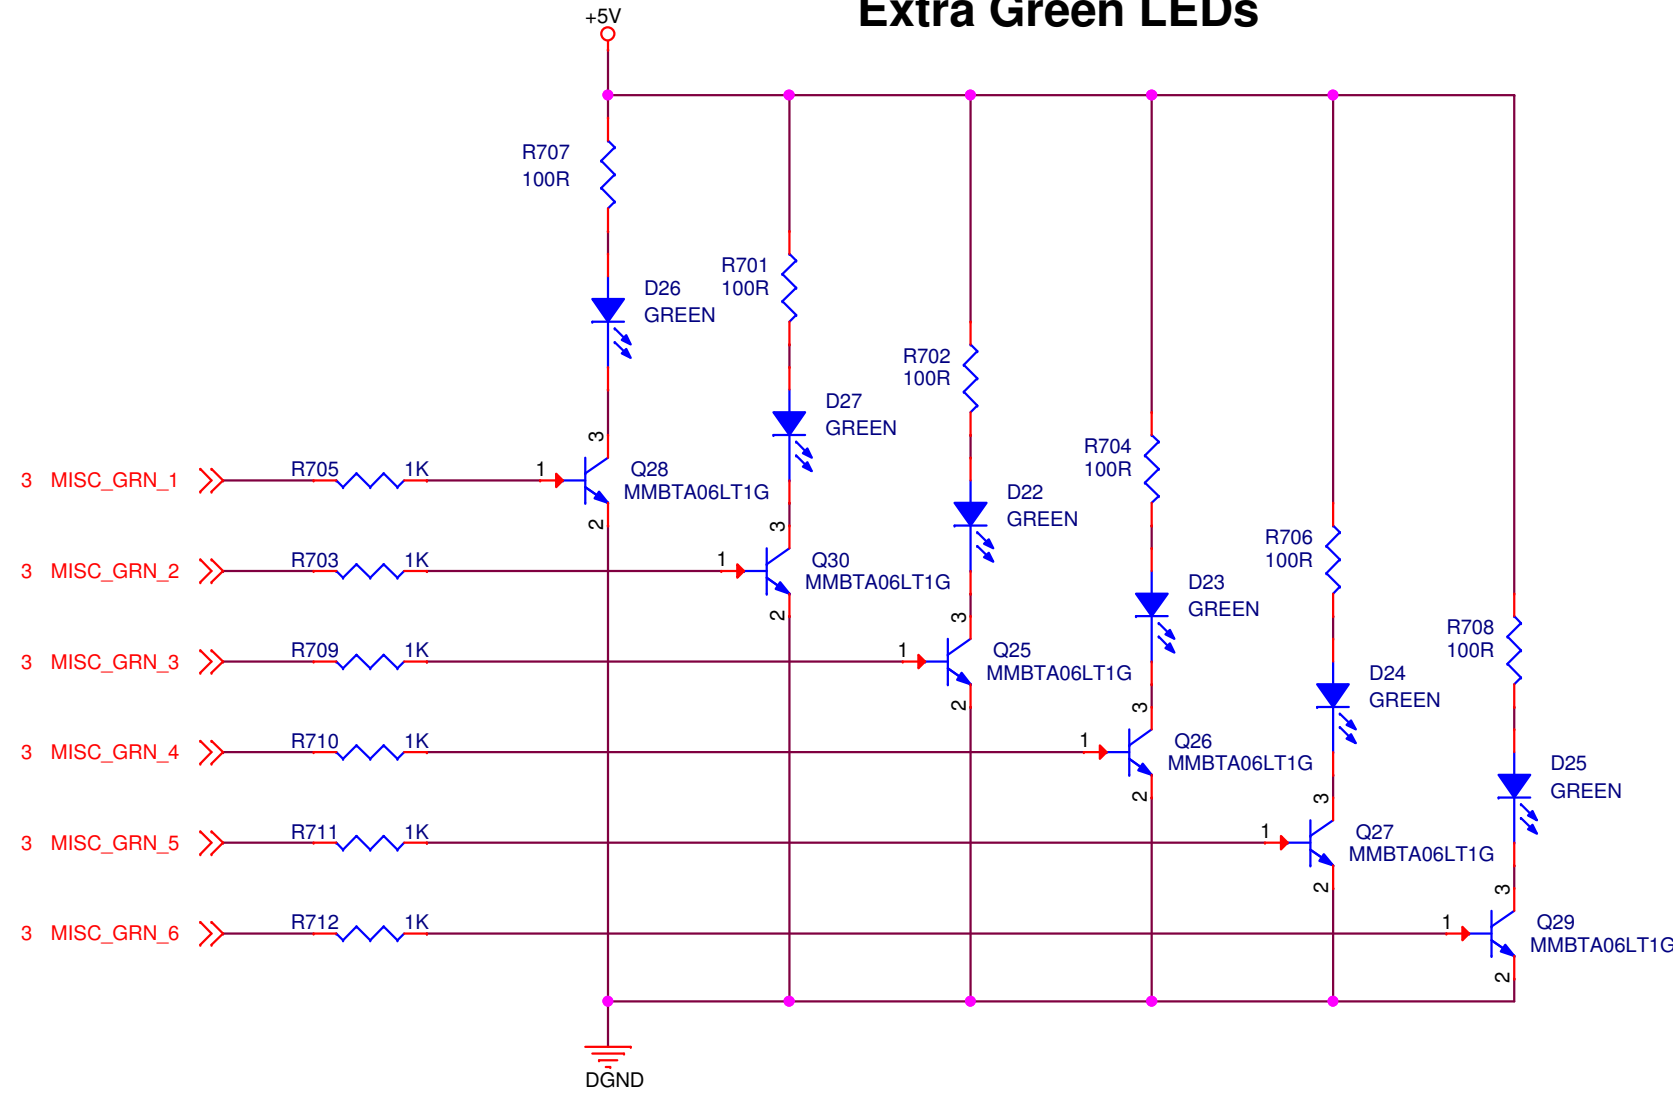 Extra Green LEDs
+5V
R707
100R
D26
GREEN
R701
100R
D27
GREEN
R702
100R
D22
GREEN
R704
100R
D23
GREEN
R706
100R
D24
GREEN
R708
100R
D25
GREEN
3 MISC_GRN_1
R705 1K
1
3
2
Q28
MMBTA06LT1G
3 MISC_GRN_2
R703 1K
1
3
2
Q30
MMBTA06LT1G
3 MISC_GRN_3
R709 1K
1
3
2
Q25
MMBTA06LT1G
3 MISC_GRN_4
R710 1K
1
3
2
Q26
MMBTA06LT1G
3 MISC_GRN_5
R711 1K
1
3
2
Q27
MMBTA06LT1G
3 MISC_GRN_6
R712 1K
1
3
2
Q29
MMBTA06LT1G
DGND